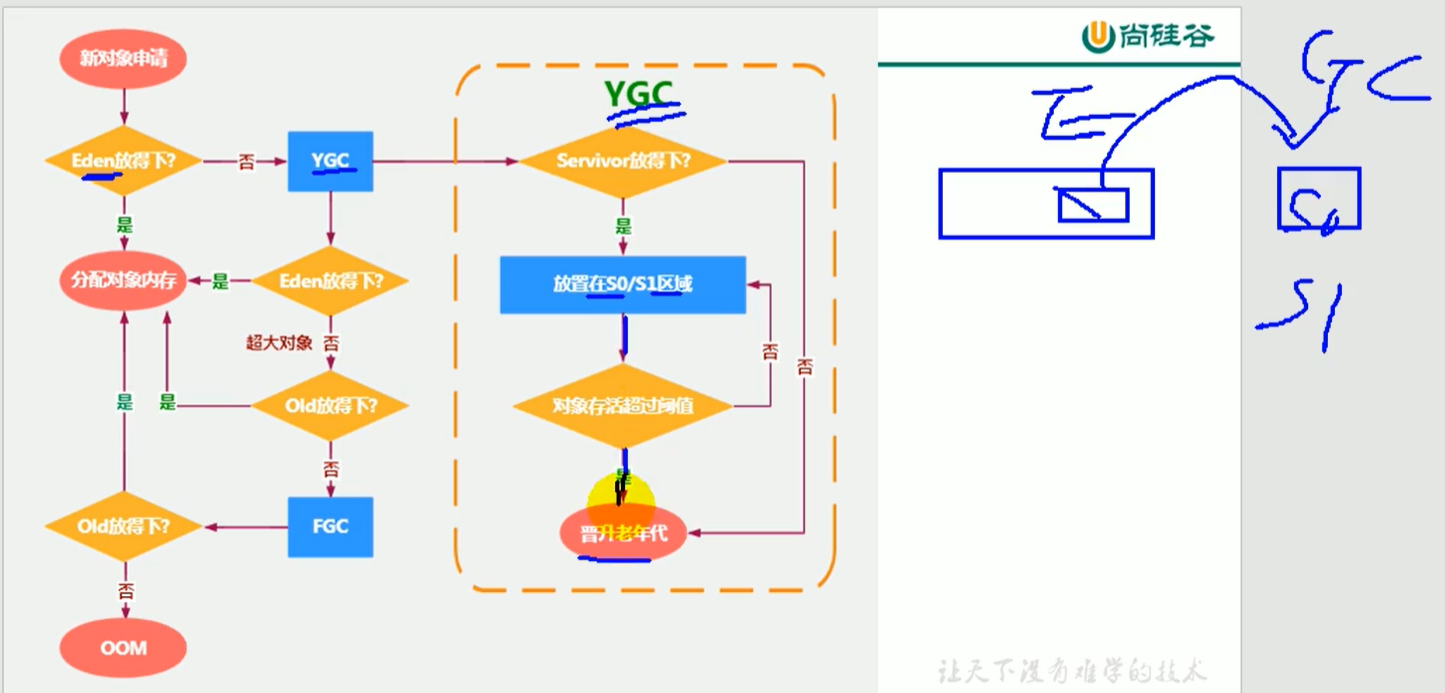 新对象申请
Eden放得下?
否
YGC
是
分配对象内存
是
Eden放得下?
超大对象
否
是
是
Old放得下?
否
Old放得下?
FGC
否
OOM
YGC
Servivor放得下?
是
放置在S0/S1区域
否
否
对象存活超过阈值
是
晋升老年代
尚硅谷
E
GC
S0
S1
让天下没有难学的技术